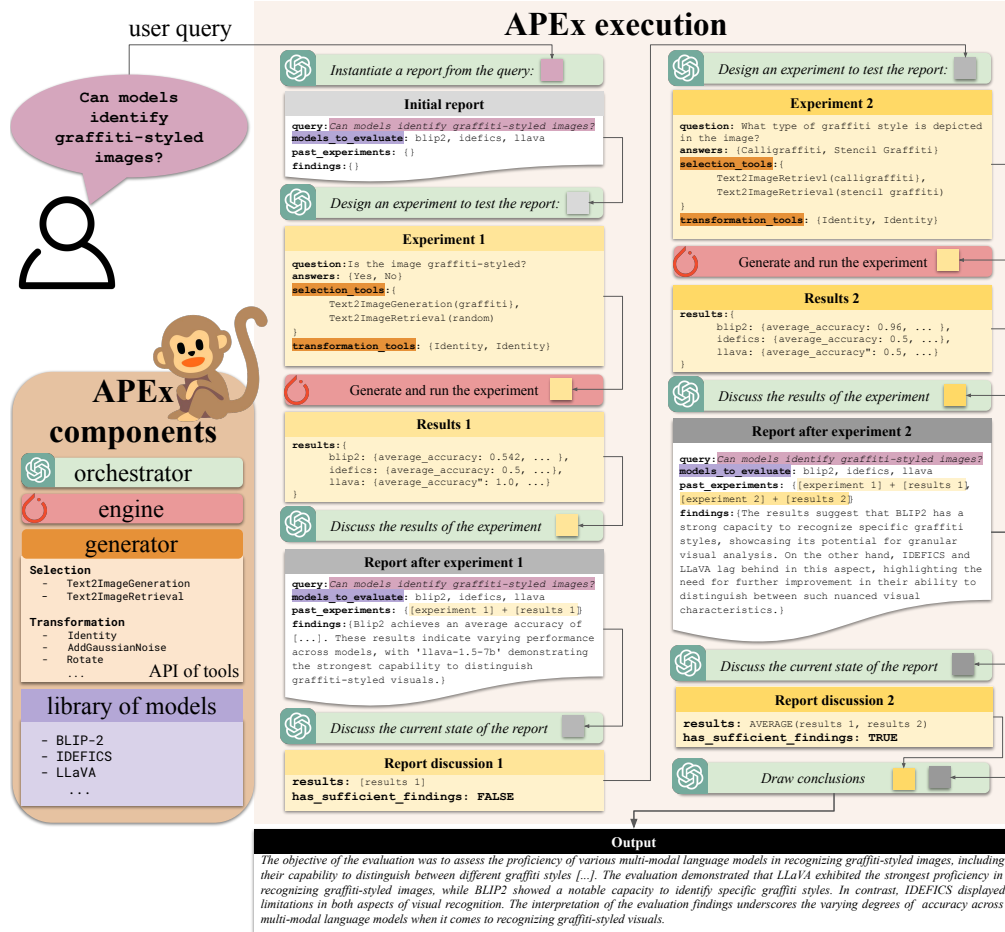 APEx execution
user query
Can models
identify
graffiti-styled
images?
APEx
components
orchestrator
engine
generator
Selection
- Text2ImageGeneration
- Text2ImageRetrieval
Transformation
- Identity
- AddGaussianNoise
- Rotate
...
API of tools
library of models
- BLIP-2
- IDEFICS
- LLaVA
...
Instantiate a report from the query:
Initial report
query:Can models identify graffiti-styled images?
models_to_evaluate: blip2, idefics, llava
past_experiments: {}
findings:{}
Design an experiment to test the report:
Experiment 1
question:Is the image graffiti-styled?
answers: {Yes, No}
selection_tools:{
Text2ImageGeneration(graffiti},
Text2ImageRetrieval(random)
}
transformation_tools: {Identity, Identity}
Generate and run the experiment
Results 1
results:{
blip2: {average_accuracy: 0.542, ... },
idefics: {average_accuracy: 0.5, ...},
llava: {average_accuracy": 1.0, ...}
}
Discuss the results of the experiment
Report after experiment 1
query:Can models identify graffiti-styled images?
models_to_evaluate: blip2, idefics, llava
past_experiments: {[experiment 1] + [results 1]}
findings:{Blip2 achieves an average accuracy of
[...]. These results indicate varying performance
across models, with 'llava-1.5-7b' demonstrating
the strongest capability to distinguish
graffiti-styled visuals.}
Discuss the current state of the report
Report discussion 1
results: [results 1]
has_sufficient_findings: FALSE
Design an experiment to test the report:
Experiment 2
question: What type of graffiti style is depicted
in the image?
answers: {Calligraffiti, Stencil Graffiti}
selection_tools:{
Text2ImageRetrievl(calligraffiti},
Text2ImageRetrieval(stencil graffiti)
}
transformation_tools: {Identity, Identity}
Generate and run the experiment
Results 2
results:{
blip2: {average_accuracy: 0.96, ... },
idefics: {average_accuracy: 0.5, ...},
llava: {average_accuracy": 0.5, ...}
}
Discuss the results of the experiment
Report after experiment 2
query:Can models identify graffiti-styled images?
models_to_evaluate: blip2, idefics, llava
past_experiments: {[experiment 1] + [results 1],
[experiment 2] + [results 2]}
findings:{The results suggest that BLIP2 has a
strong capacity to recognize specific graffiti
styles, showcasing its potential for granular
visual analysis. On the other hand, IDEFICS and
LLaVA lag behind in this aspect, highlighting the
need for further improvement in their ability to
distinguish between such nuanced visual
characteristics.}
Discuss the current state of the report
Report discussion 2
results: AVERAGE(results 1, results 2)
has_sufficient_findings: TRUE
Draw conclusions
Output
The objective of the evaluation was to assess the proficiency of various multi-modal language models in recognizing graffiti-styled images, including
their capability to distinguish between different graffiti styles [...]. The evaluation demonstrated that LLaVA exhibited the strongest proficiency in
recognizing graffiti-styled images, while BLIP2 showed a notable capacity to identify specific graffiti styles. In contrast, IDEFICS displayed
limitations in both aspects of visual recognition. The interpretation of the evaluation findings underscores the varying degrees of accuracy across
multi-modal language models when it comes to recognizing graffiti-styled visuals.